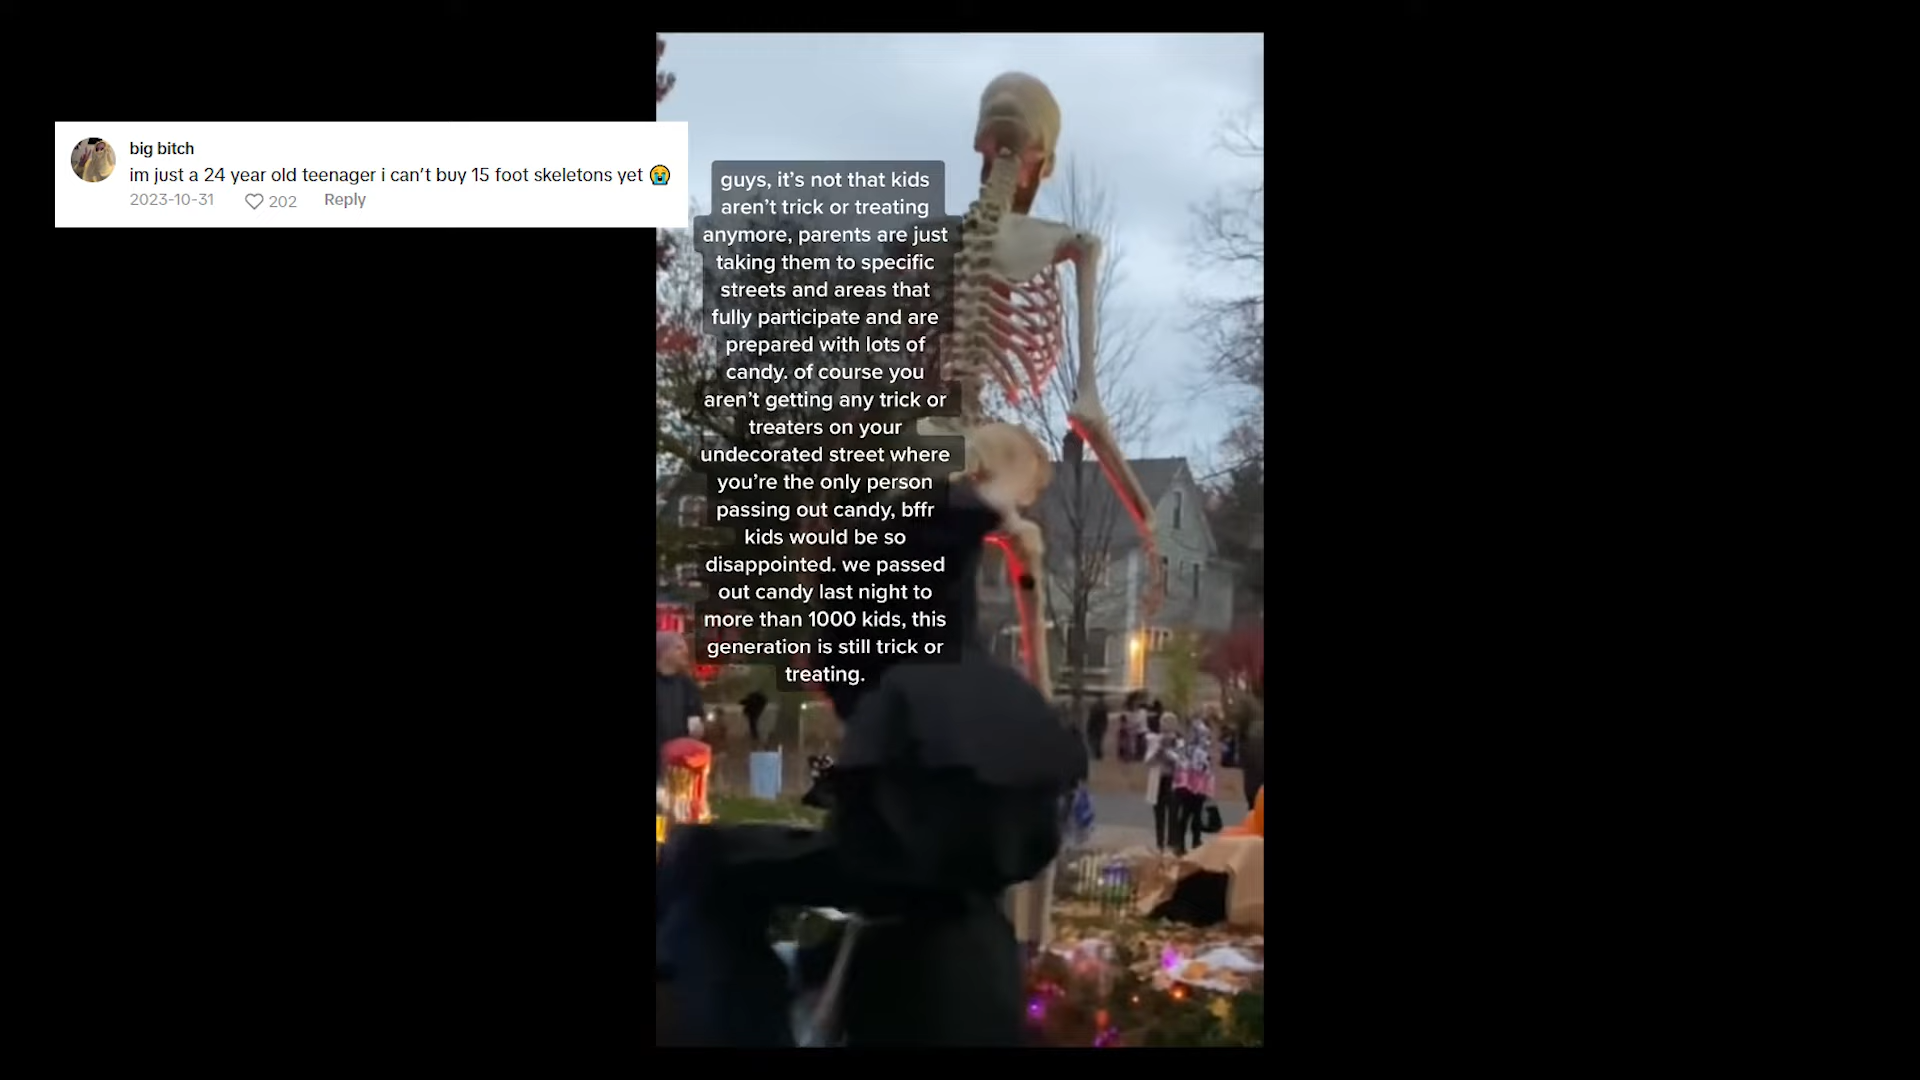 big bitch
im just a 24 year old teenager i can’t buy 15 foot skeletons yet 😭
2023-10-31 202 Reply
guys, it’s not that kids
aren’t trick or treating
anymore, parents are just
taking them to specific
streets and areas that
fully participate and are
prepared with lots of
candy. of course you
aren’t getting any trick or
treaters on your
undecorated street where
you’re the only person
passing out candy, bffr
kids would be so
disappointed. we passed
out candy last night to
more than 1000 kids, this
generation is still trick or
treating.